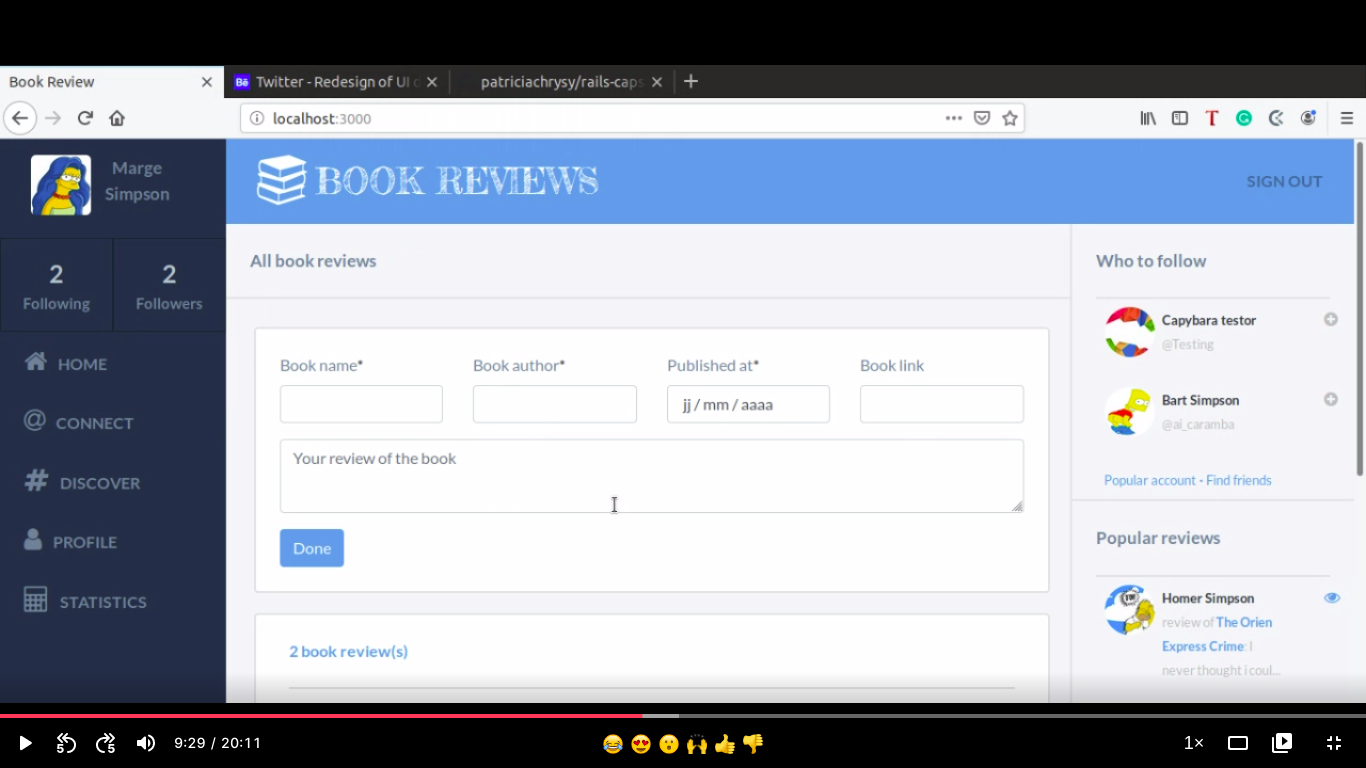 Book Review
Twitter - Redesign of UI
patriciachrysy/rails-caps
localhost:3000
Marge
Simpson
BOOK REVIEWS
SIGN OUT
2
Following
2
Followers
HOME
CONNECT
DISCOVER
PROFILE
STATISTICS
All book reviews
Book name*
Book author*
Published at*
Book link
jj / mm / aaaa
Your review of the book
Done
2 book review(s)
Who to follow
Capybara testor
@Testing
Bart Simpson
@ai_caramba
Popular account - Find friends
Popular reviews
Homer Simpson
review of The Orien
Express Crime: I
never thought i coul...
9:29 / 20:11
1×